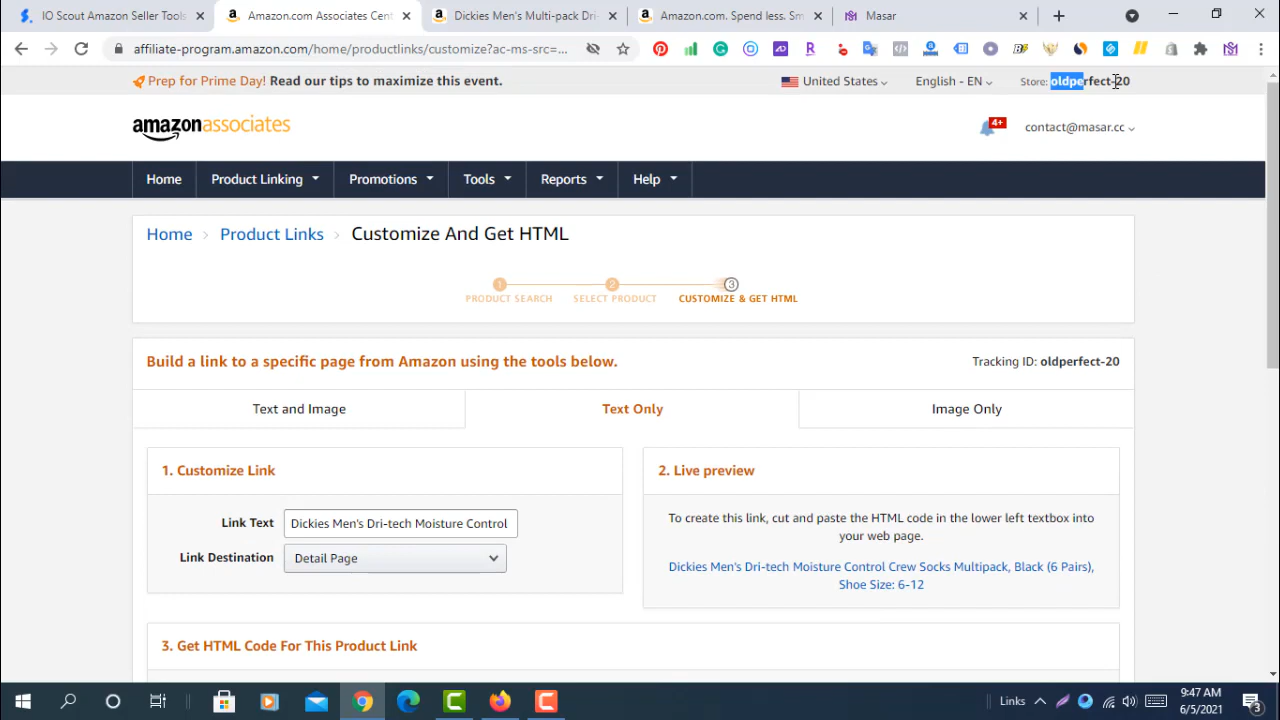 IO Scout Amazon Seller Tools
Amazon.com Associates Cent
Dickies Men's Multi-pack Dri-
Amazon.com. Spend less. Sm
Masar
affiliate-program.amazon.com/home/productlinks/customize?ac-ms-src=...
Prep for Prime Day! Read our tips to maximize this event.
United States
English - EN
Store: oldperfect-20
amazonassociates
4+
contact@masar.cc
Home
Product Linking
Promotions
Tools
Reports
Help
Home > Product Links > Customize And Get HTML
1
2
3
PRODUCT SEARCH
SELECT PRODUCT
CUSTOMIZE & GET HTML
Build a link to a specific page from Amazon using the tools below.
Tracking ID: oldperfect-20
Text and Image
Text Only
Image Only
1. Customize Link
2. Live preview
Link Text
Dickies Men's Dri-tech Moisture Control
Link Destination
Detail Page
To create this link, cut and paste the HTML code in the lower left textbox into
your web page.
Dickies Men's Dri-tech Moisture Control Crew Socks Multipack, Black (6 Pairs),
Shoe Size: 6-12
3. Get HTML Code For This Product Link
Links
9:47 AM
6/5/2021
3